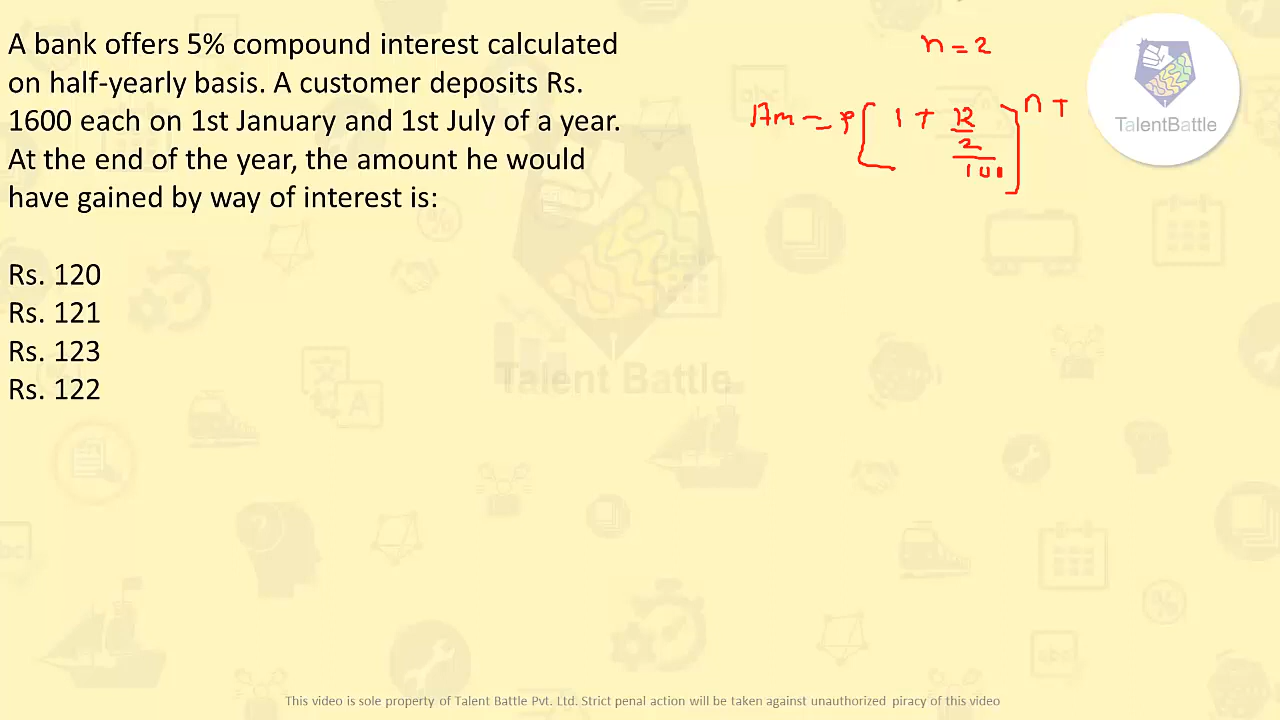 A bank offers 5% compound interest calculated
on half-yearly basis. A customer deposits Rs.
1600 each on 1st January and 1st July of a year.
At the end of the year, the amount he would
have gained by way of interest is:
Rs. 120
Rs. 121
Rs. 123
Rs. 122
n = 2
Am = P [ 1 + R/2/100 ] nT
TalentBattle
Talent Battle
This video is sole property of Talent Battle Pvt. Ltd. Strict penal action will be taken against unauthorized piracy of this video